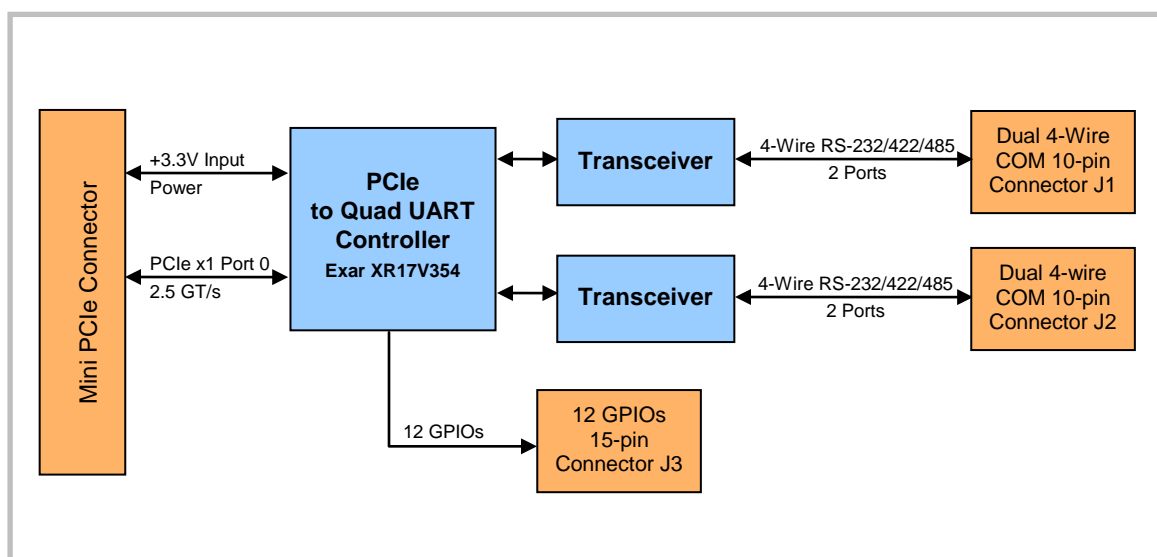 Mini PCIe Connector
+3.3V Input
Power
PCIe x1 Port 0
2.5 GT/s
PCIe
to Quad UART
Controller
Exar XR17V354
Transceiver
4-Wire RS-232/422/485
2 Ports
Dual 4-Wire
COM 10-pin
Connector J1
Transceiver
4-Wire RS-232/422/485
2 Ports
Dual 4-wire
COM 10-pin
Connector J2
12 GPIOs
12 GPIOs
15-pin
Connector J3